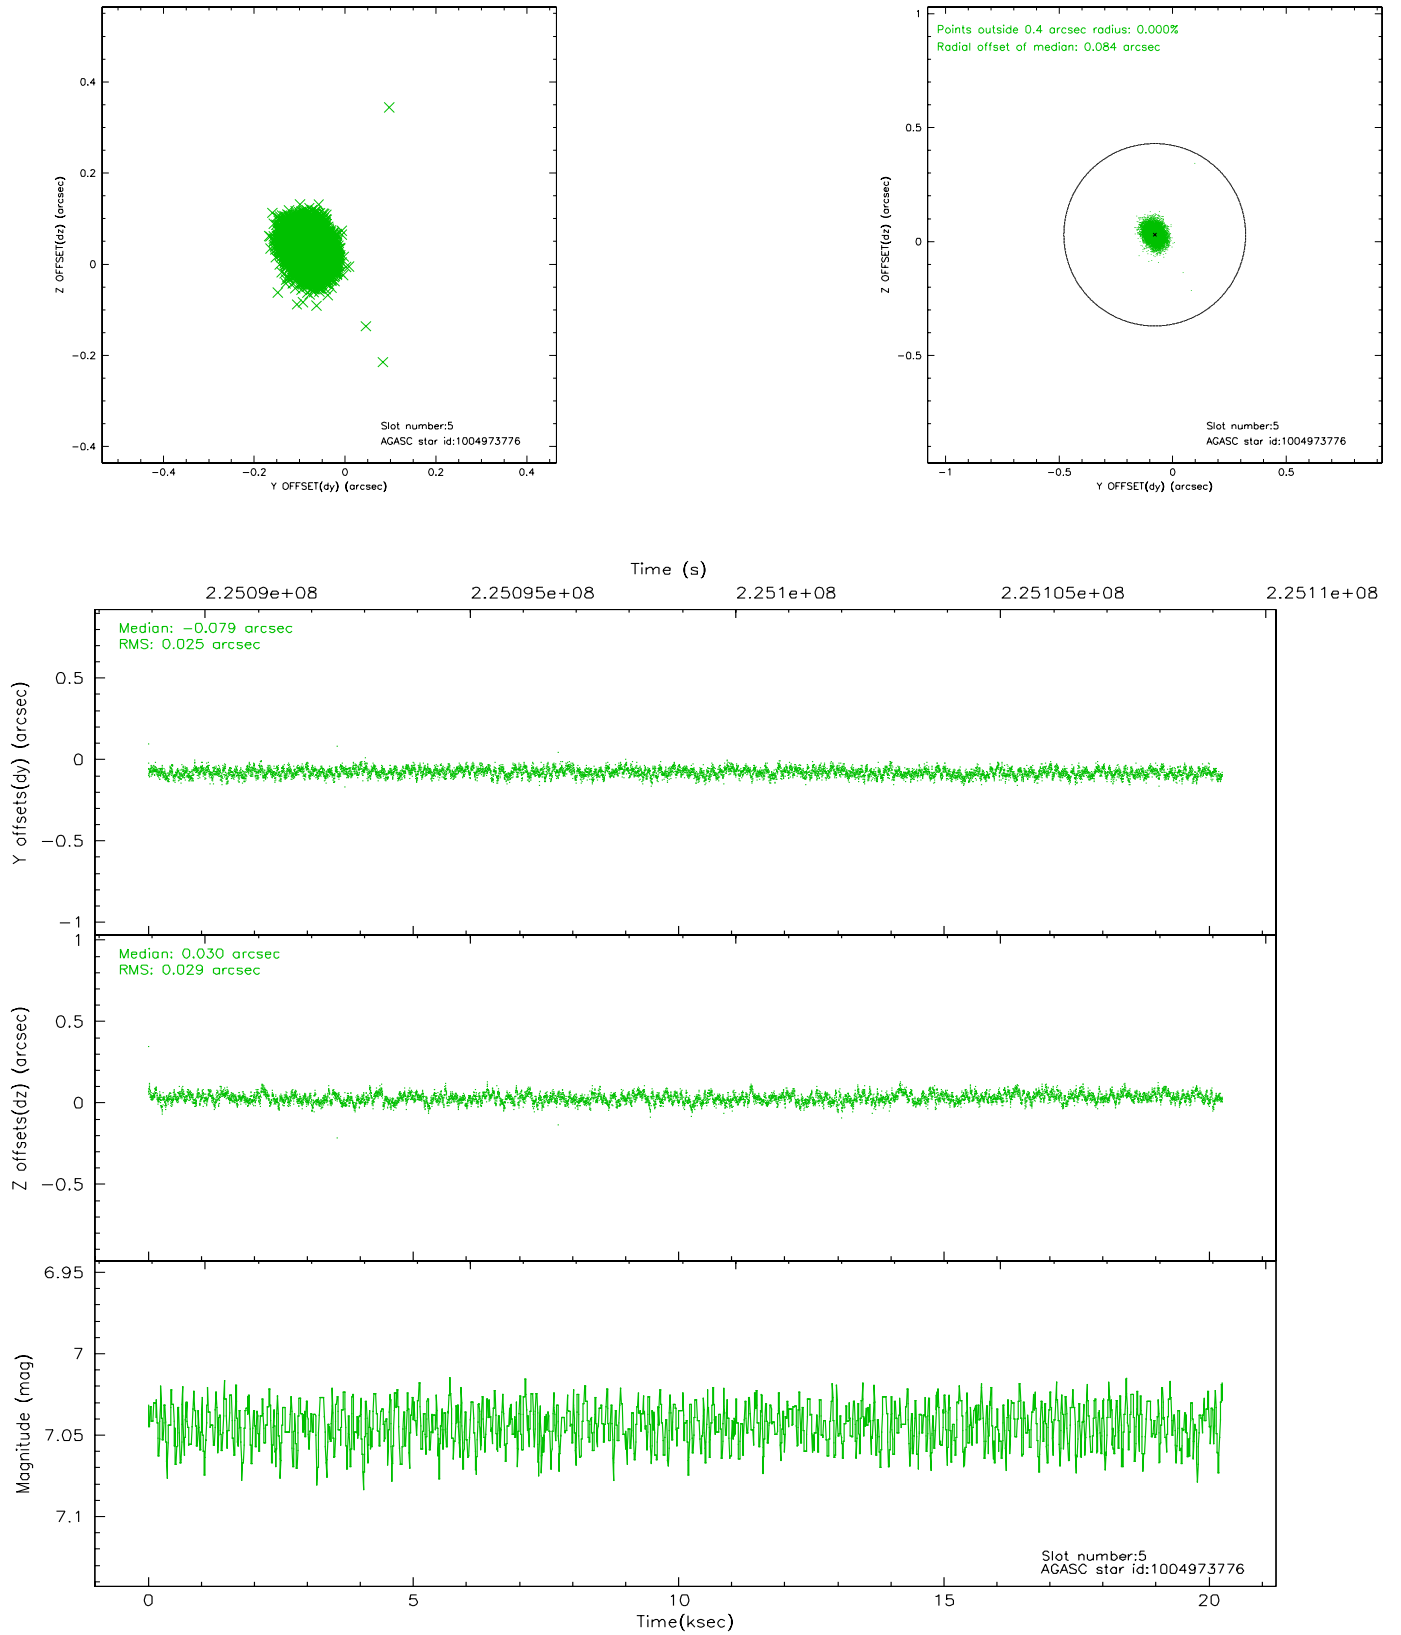 0.4
0.2
0
−0.2
−0.4
Z OFFSET(dz) (arcsec)
Slot number:5
AGASC star id:1004973776
−0.4 −0.2 0 0.2 0.4
Y OFFSET(dy) (arcsec)
Points outside 0.4 arcsec radius: 0.000%
Radial offset of median: 0.084 arcsec
1
0.5
0
−0.5
Z OFFSET(dz) (arcsec)
Slot number:5
AGASC star id:1004973776
−1 −0.5 0 0.5
Y OFFSET(dy) (arcsec)
Time (s)
2.2509e+08 2.25095e+08 2.251e+08 2.25105e+08 2.2511e+08
Median: −0.079 arcsec
RMS: 0.025 arcsec
0.5
0
−0.5
−1
Y offsets(dy) (arcsec)
Median: 0.030 arcsec
RMS: 0.029 arcsec
1
0.5
0
−0.5
Z offsets(dz) (arcsec)
6.95
7
7.05
7.1
Magnitude (mag)
Slot number:5
AGASC star id:1004973776
0 5 10 15 20
Time(ksec)